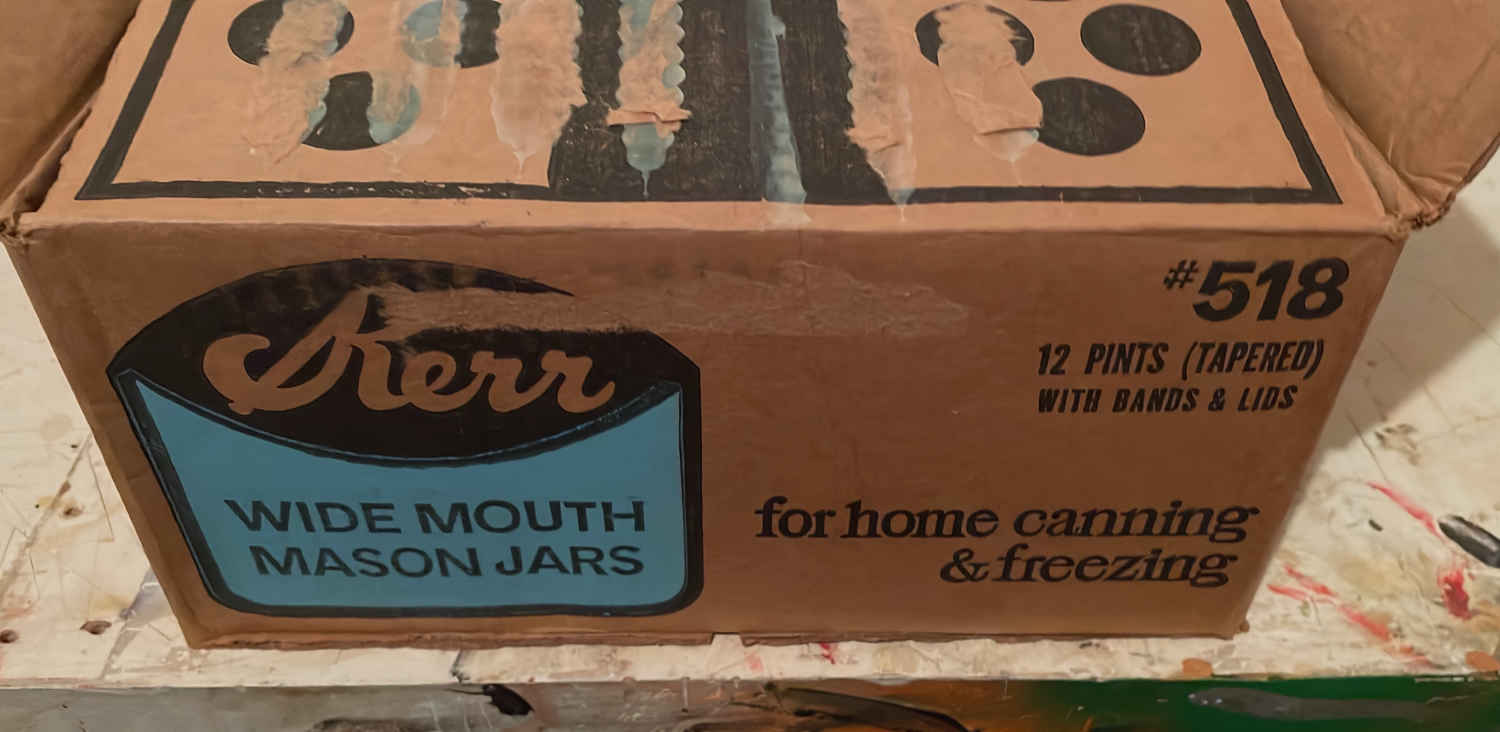 Kerr
WIDE MOUTH
MASON JARS
#518
12 PINTS (TAPERED)
WITH BANDS & LIDS
for home canning
& freezing